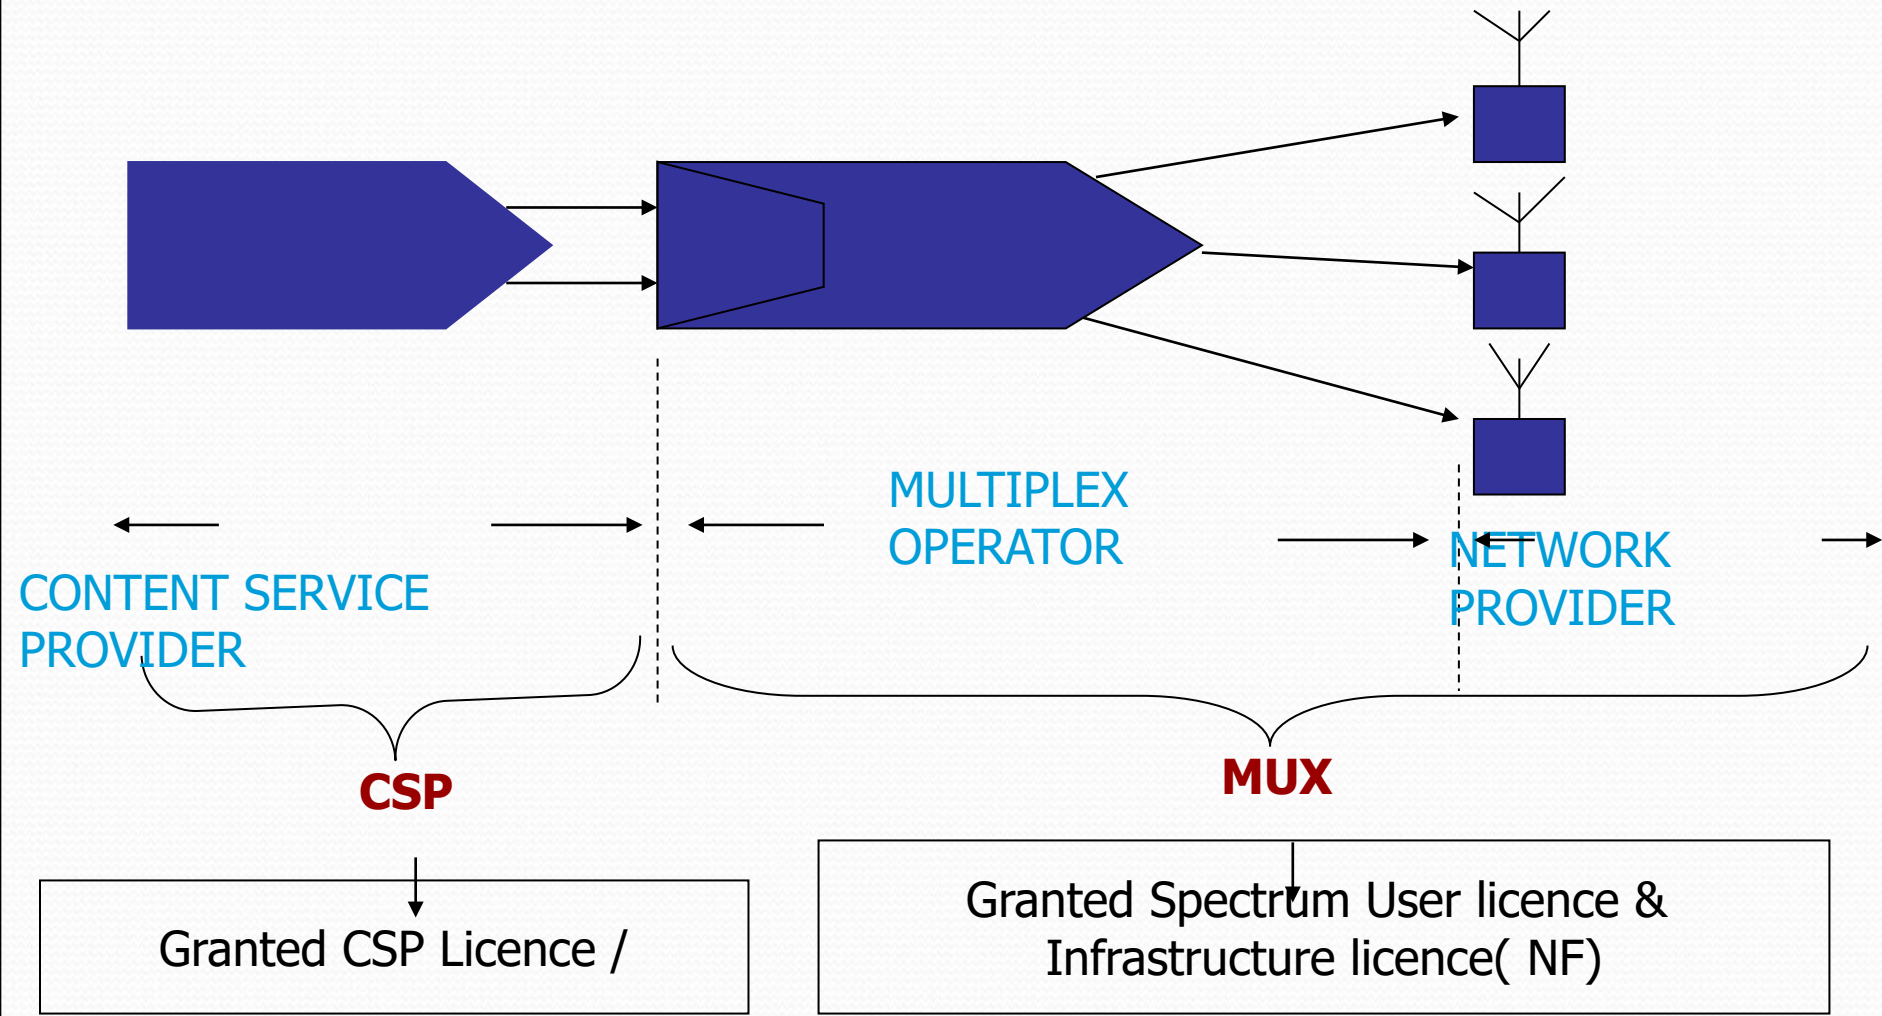 MULTIPLEX
OPERATOR
NETWORK
PROVIDER
CONTENT SERVICE
PROVIDER
CSP
MUX
Granted CSP Licence /
Granted Spectrum User licence &
Infrastructure licence( NF)